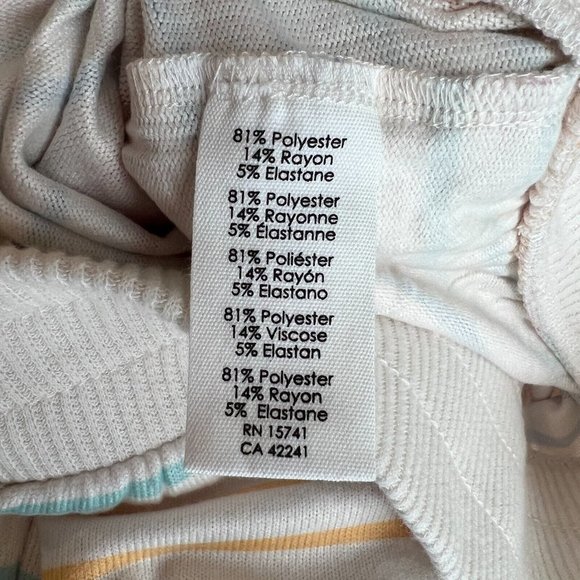 81% Polyester
14% Rayon
5% Elastane
81% Polyester
14% Rayonne
5% Élastanne
81% Poliéster
14% Rayón
5% Elastano
81% Polyester
14% Viscose
5% Elastan
81% Polyester
14% Rayon
5% Elastane
RN 15741
CA 42241